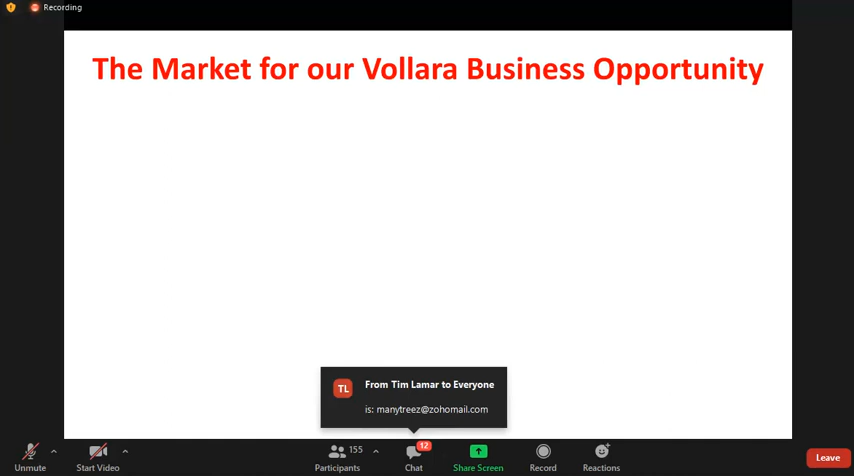 Recording
The Market for our Vollara Business Opportunity
TL
From Tim Lamar to Everyone
is: manytreez@zohomail.com
155
12
Unmute
Start Video
Participants
Chat
Share Screen
Record
Reactions
Leave